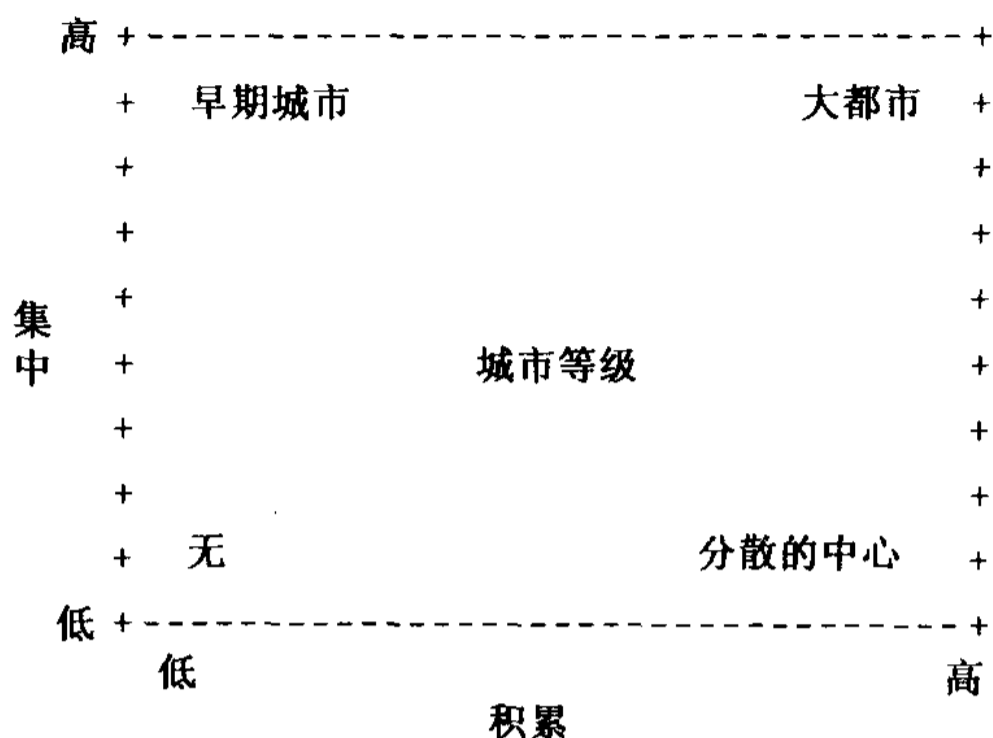 高
早期城市 大都市
集
中
城市等级
无 分散的中心
低
低 高
积累